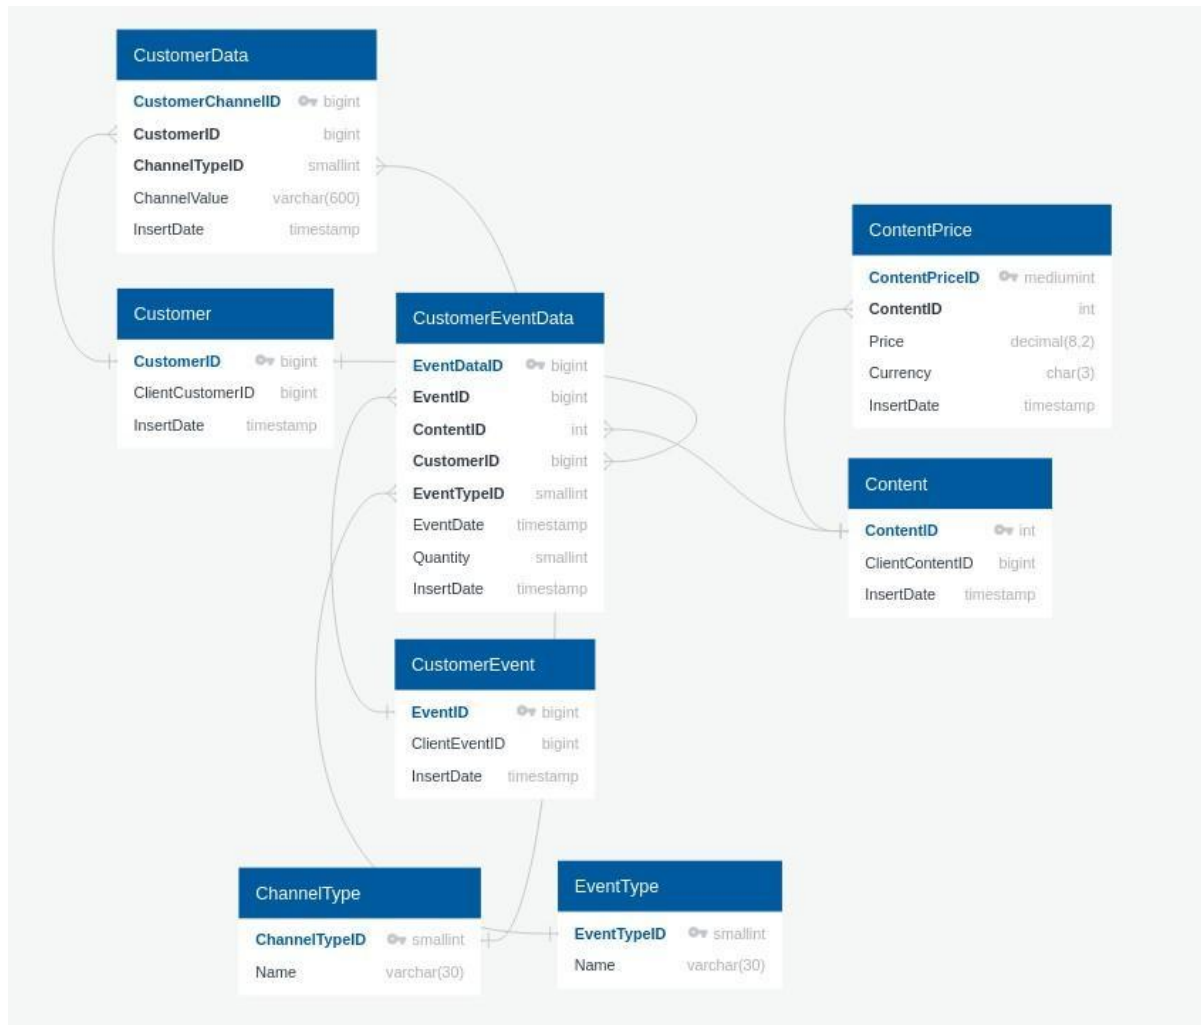 CustomerData
CustomerChannelID bigint
CustomerID bigint
ChannelTypeID smallint
ChannelValue varchar(600)
InsertDate timestamp
Customer
CustomerID bigint
ClientCustomerID bigint
InsertDate timestamp
CustomerEventData
EventDataID bigint
EventID bigint
ContentID int
CustomerID bigint
EventTypeID smallint
EventDate timestamp
Quantity smallint
InsertDate timestamp
ContentPrice
ContentPriceID mediumint
ContentID int
Price decimal(8,2)
Currency char(3)
InsertDate timestamp
Content
ContentID int
ClientContentID bigint
InsertDate timestamp
CustomerEvent
EventID bigint
ClientEventID bigint
InsertDate timestamp
ChannelType
ChannelTypeID smallint
Name varchar(30)
EventType
EventTypeID smallint
Name varchar(30)